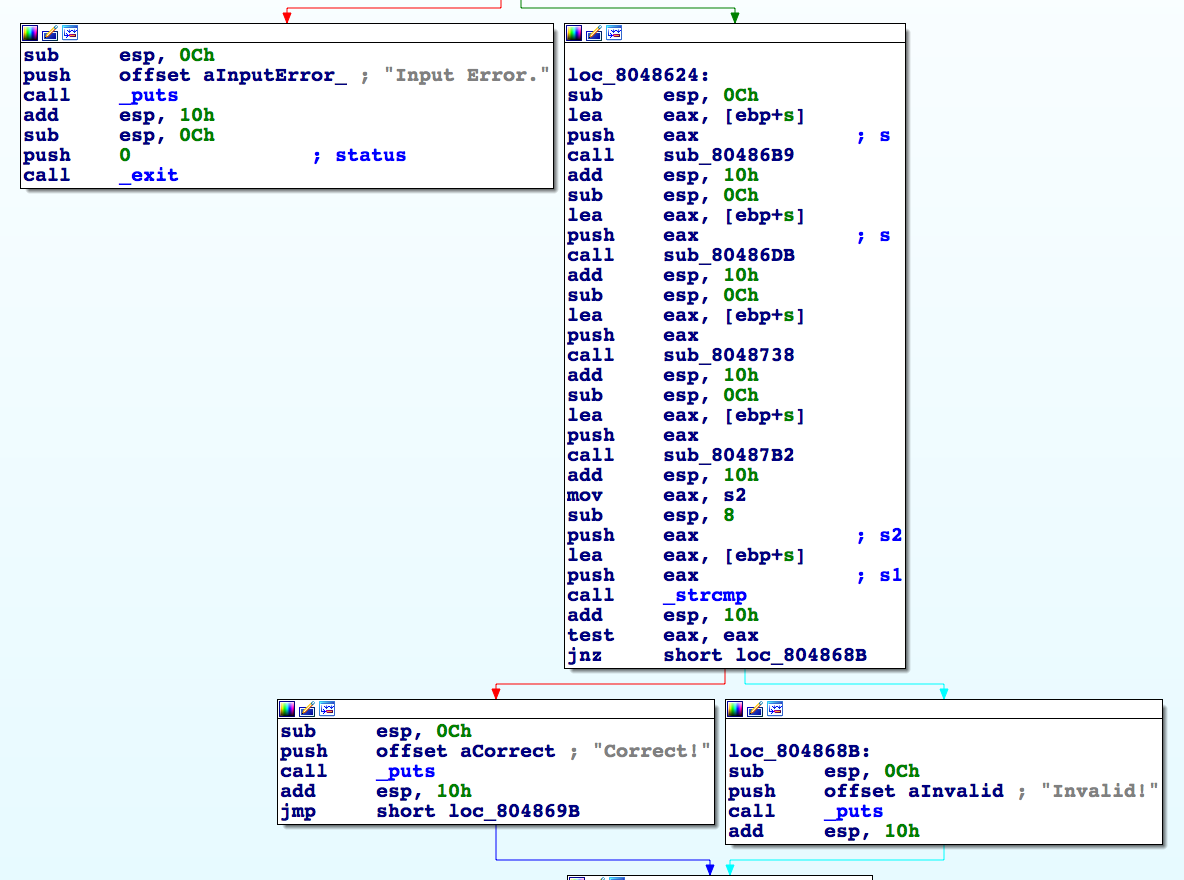 sub esp, 0Ch
push offset aInputError_ ; "Input Error."
call _puts
add esp, 10h
sub esp, 0Ch
push 0 ; status
call _exit
loc_8048624:
sub esp, 0Ch
lea eax, [ebp+s]
push eax ; s
call sub_80486B9
add esp, 10h
sub esp, 0Ch
lea eax, [ebp+s]
push eax ; s
call sub_80486DB
add esp, 10h
sub esp, 0Ch
lea eax, [ebp+s]
push eax
call sub_8048738
add esp, 10h
sub esp, 0Ch
lea eax, [ebp+s]
push eax
call sub_80487B2
add esp, 10h
mov eax, s2
sub esp, 8
push eax ; s2
lea eax, [ebp+s]
push eax ; s1
call _strcmp
add esp, 10h
test eax, eax
jnz short loc_804868B
sub esp, 0Ch
push offset aCorrect ; "Correct!"
call _puts
add esp, 10h
jmp short loc_804869B
loc_804868B:
sub esp, 0Ch
push offset aInvalid ; "Invalid!"
call _puts
add esp, 10h